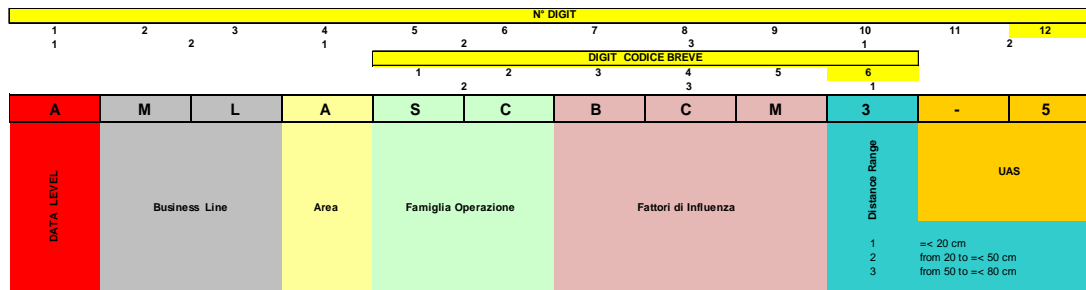 N° DIGIT
1 2 3 4 5 6 7 8 9 10 11 12
1 2 1 2 3 1 2
DIGIT CODICE BREVE
1 2 3 4 5 6
2 3 1
A M L A S C B C M 3 - 5
DATA LEVEL
Business Line
Area
Famiglia Operazione
Fattori di Influenza
Distance Range
UAS
1 =< 20 cm
2 from 20 to =< 50 cm
3 from 50 to =< 80 cm